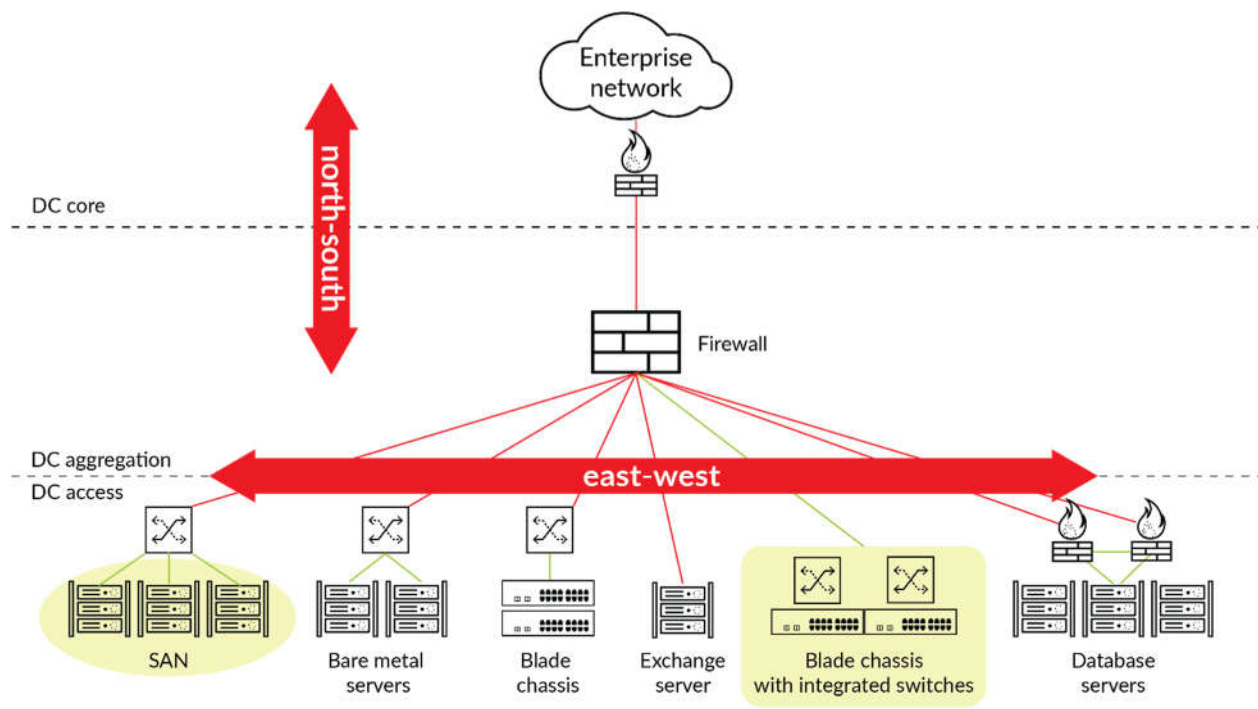 Enterprise
network
north-south
DC core
Firewall
DC aggregation
east-west
DC access
SAN
Bare metal
servers
Blade
chassis
Exchange
server
Blade chassis
with integrated switches
Database
servers